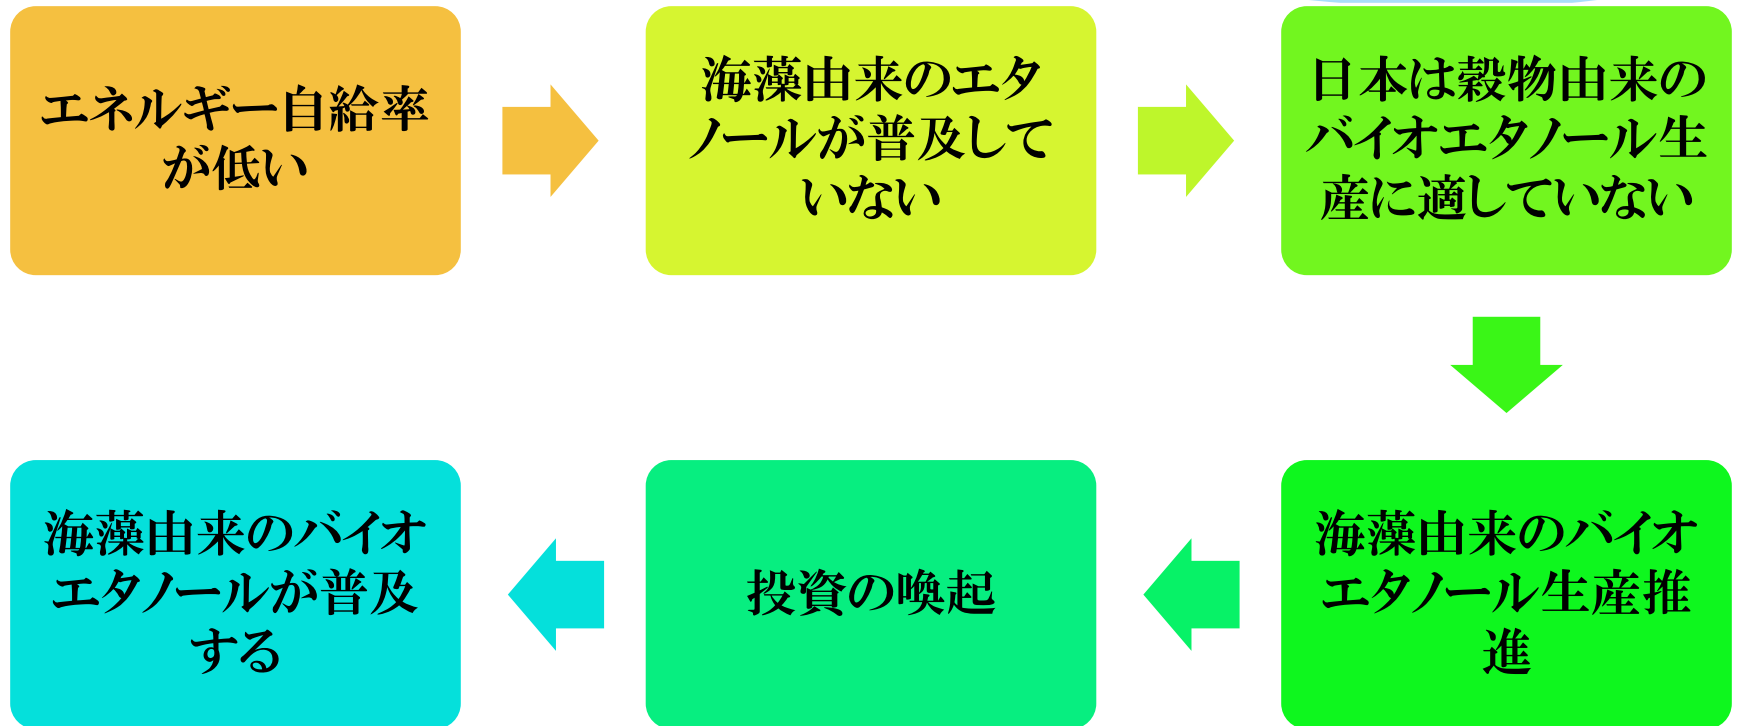 エネルギー自給率
が低い
海藻由来のエタ
ノールが普及して
いない
日本は穀物由来の
バイオエタノール生
産に適していない
海藻由来のバイオ
エタノール生産推
進
投資の喚起
海藻由来のバイオ
エタノールが普及
する